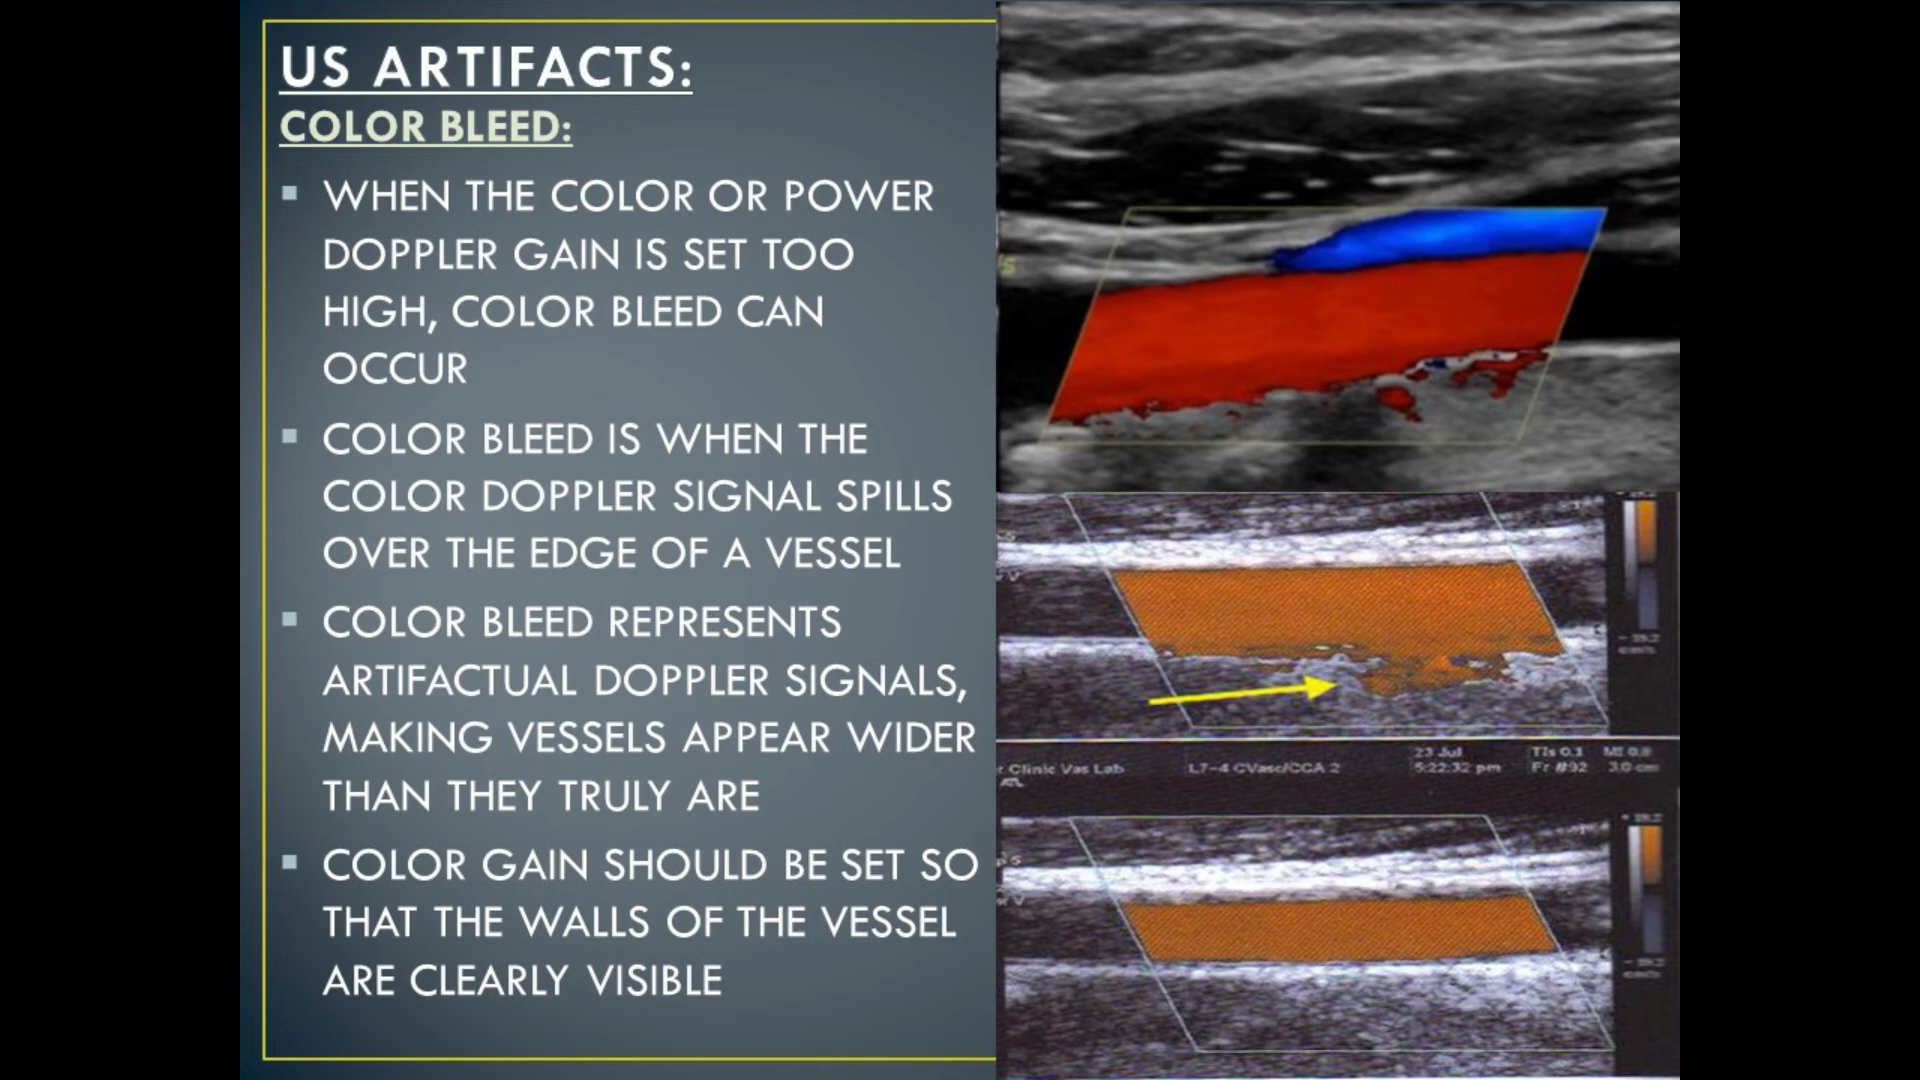 US ARTIFACTS:
COLOR BLEED:
▪ WHEN THE COLOR OR POWER
DOPPLER GAIN IS SET TOO
HIGH, COLOR BLEED CAN
OCCUR
▪ COLOR BLEED IS WHEN THE
COLOR DOPPLER SIGNAL SPILLS
OVER THE EDGE OF A VESSEL
▪ COLOR BLEED REPRESENTS
ARTIFACTUAL DOPPLER SIGNALS,
MAKING VESSELS APPEAR WIDER
THAN THEY TRULY ARE
▪ COLOR GAIN SHOULD BE SET SO
THAT THE WALLS OF THE VESSEL
ARE CLEARLY VISIBLE
23 Jul TIs 0.1 MI 0.8
r Clinic Vas Lab L7-4 CVasc/CCA 2 5:22:32 pm Fr #92 3.0 cm